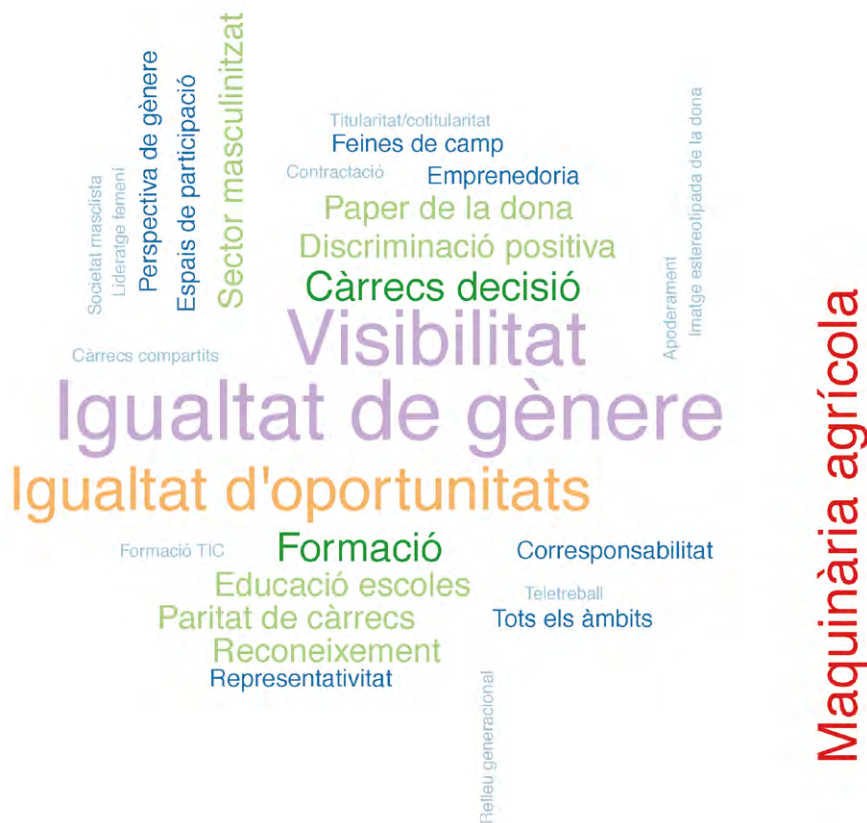 Societat masclista
Lideratge femení
Perspectiva de gènere
Espais de participació
Sector masculinitzat
Titularitat/cotitularitat
Feines de camp
Contractació
Emprenedoria
Paper de la dona
Discriminació positiva
Càrrecs decisió
Visibilitat
Apoderament
Imatge estereotipada de la dona
Càrrecs compartits
Igualtat de gènere
Igualtat d'oportunitats
Formació TIC
Formació
Corresponsabilitat
Educació escoles
Teletreball
Paritat de càrrecs
Tots els àmbits
Reconeixement
Representativitat
Relleu generacional
Maquinària agrícola